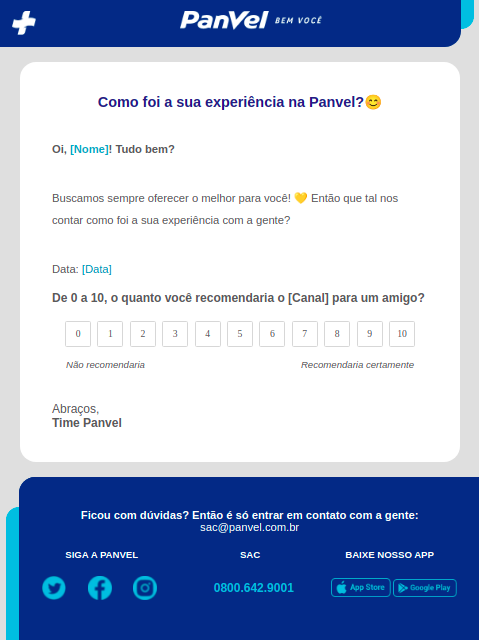 PanVel BEM VOCÊ
Como foi a sua experiência na Panvel?😊
Oi, [Nome]! Tudo bem?
Buscamos sempre oferecer o melhor para você! 💛 Então que tal nos
contar como foi a sua experiência com a gente?
Data: [Data]
De 0 a 10, o quanto você recomendaria o [Canal] para um amigo?
0 1 2 3 4 5 6 7 8 9 10
Não recomendaria Recomendaria certamente
Abraços,
Time Panvel
Ficou com dúvidas? Então é só entrar em contato com a gente:
sac@panvel.com.br
SIGA A PANVEL SAC BAIXE NOSSO APP
0800.642.9001 App Store Google Play